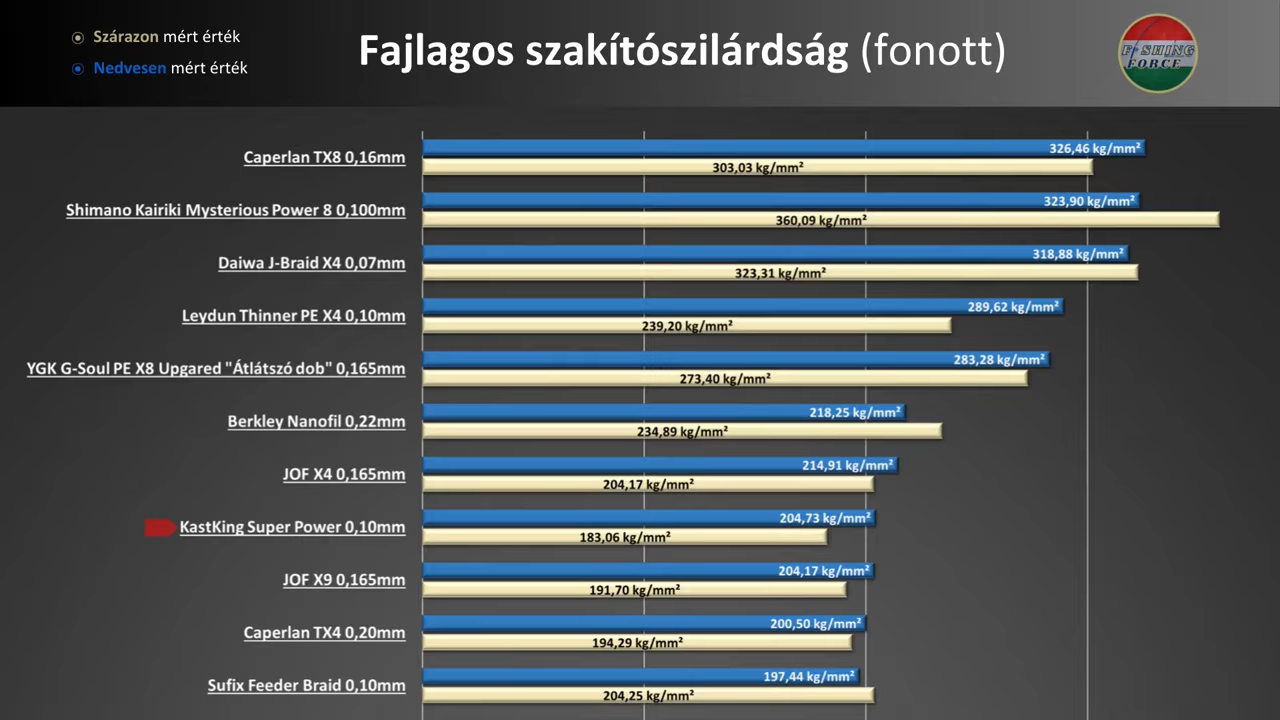 Szárazon mért érték
Nedvesen mért érték
Fajlagos szakítószilárdság (fonott)
FISHING
FORCE
Caperlan TX8 0,16mm
326,46 kg/mm²
303,03 kg/mm²
Shimano Kairiki Mysterious Power 8 0,100mm
323,90 kg/mm²
360,09 kg/mm²
Daiwa J-Braid X4 0,07mm
318,88 kg/mm²
323,31 kg/mm²
Leydun Thinner PE X4 0,10mm
289,62 kg/mm²
239,20 kg/mm²
YGK G-Soul PE X8 Upgared "Átlátszó dob" 0,165mm
283,28 kg/mm²
273,40 kg/mm²
Berkley Nanofil 0,22mm
218,25 kg/mm²
234,89 kg/mm²
JOF X4 0,165mm
214,91 kg/mm²
204,17 kg/mm²
KastKing Super Power 0,10mm
204,73 kg/mm²
183,06 kg/mm²
JOF X9 0,165mm
204,17 kg/mm²
191,70 kg/mm²
Caperlan TX4 0,20mm
200,50 kg/mm²
194,29 kg/mm²
Sufix Feeder Braid 0,10mm
197,44 kg/mm²
204,25 kg/mm²